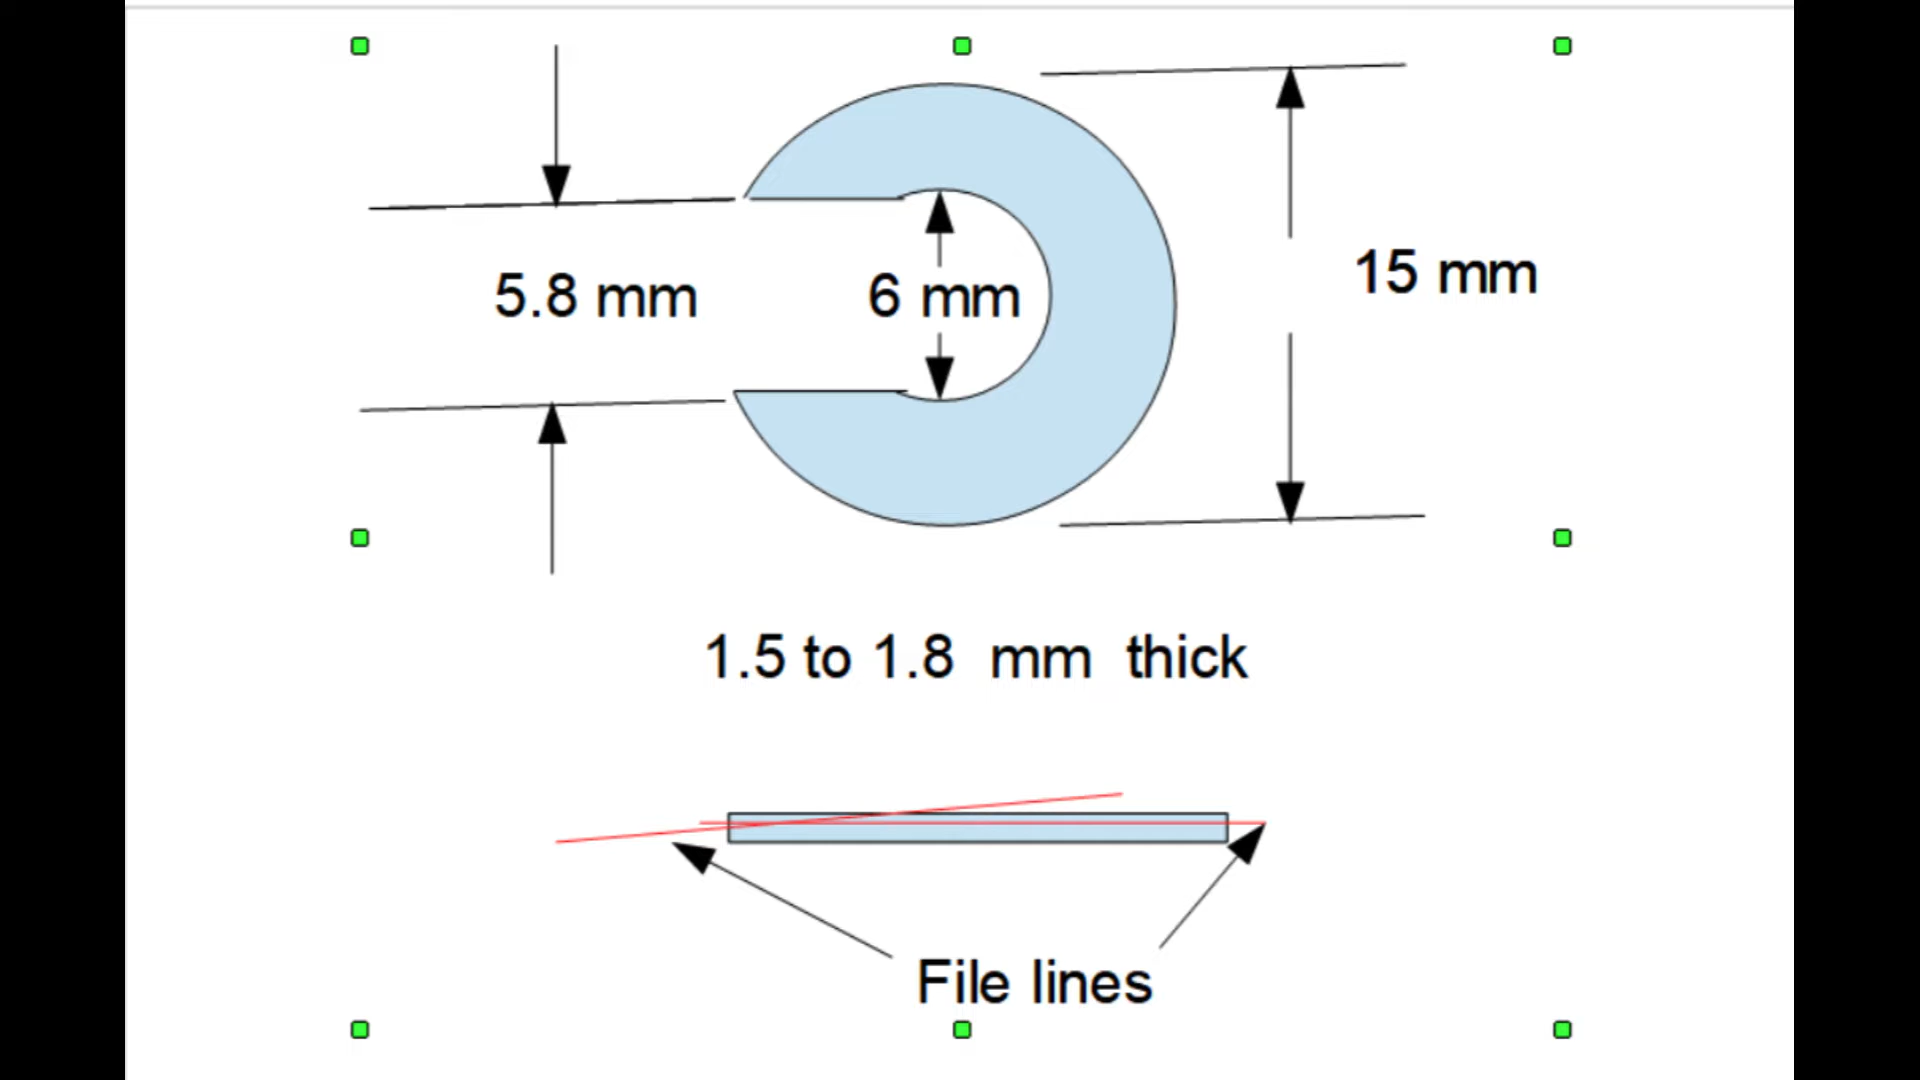 5.8 mm
6 mm
15 mm
1.5 to 1.8 mm thick
File lines